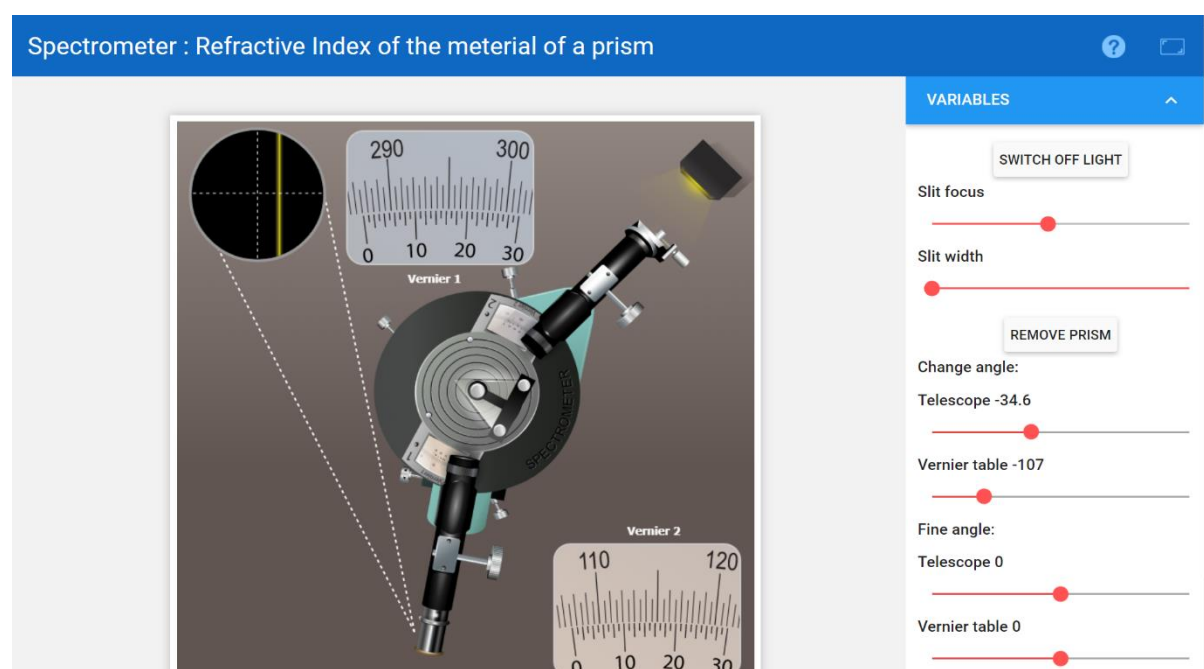 Spectrometer : Refractive Index of the meterial of a prism
?
VARIABLES
SWITCH OFF LIGHT
Slit focus
Slit width
REMOVE PRISM
Change angle:
Telescope -34.6
Vernier table -107
Fine angle:
Telescope 0
Vernier table 0
290 300
0 10 20 30
Vernier 1
2
SPECTROMETER
1
Vernier 2
110 120
0 10 20 30